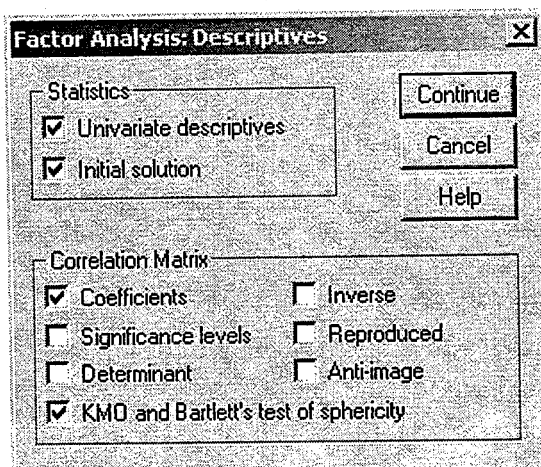 Factor Analysis: Descriptives
Statistics
Univariate descriptives
Initial solution
Continue
Cancel
Help
Correlation Matrix
Coefficients
Inverse
Significance levels
Reproduced
Determinant
Anti-image
KMO and Bartlett's test of sphericity